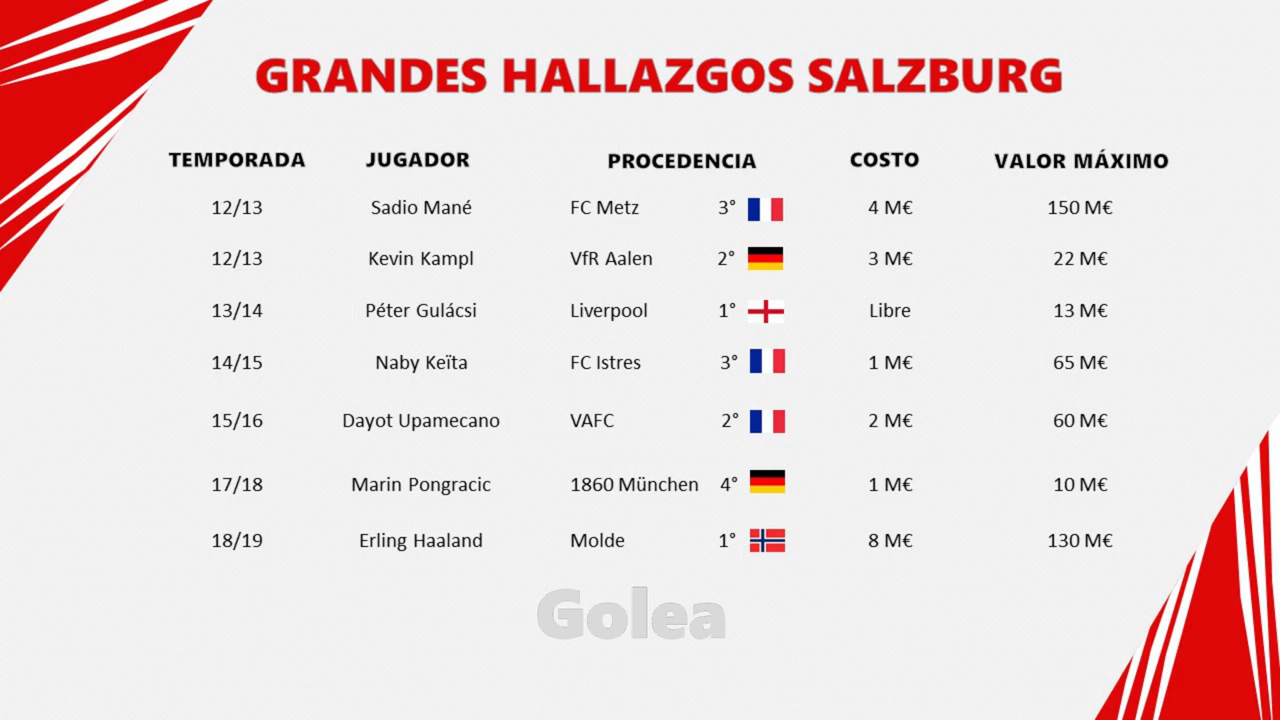 GRANDES HALLAZGOS SALZBURG
TEMPORADA JUGADOR PROCEDENCIA COSTO VALOR MÁXIMO
12/13 Sadio Mané FC Metz 3° 4 M€ 150 M€
12/13 Kevin Kampl VfR Aalen 2° 3 M€ 22 M€
13/14 Péter Gulácsi Liverpool 1° Libre 13 M€
14/15 Naby Keïta FC Istres 3° 1 M€ 65 M€
15/16 Dayot Upamecano VAFC 2° 2 M€ 60 M€
17/18 Marin Pongracic 1860 München 4° 1 M€ 10 M€
18/19 Erling Haaland Molde 1° 8 M€ 130 M€
Golea